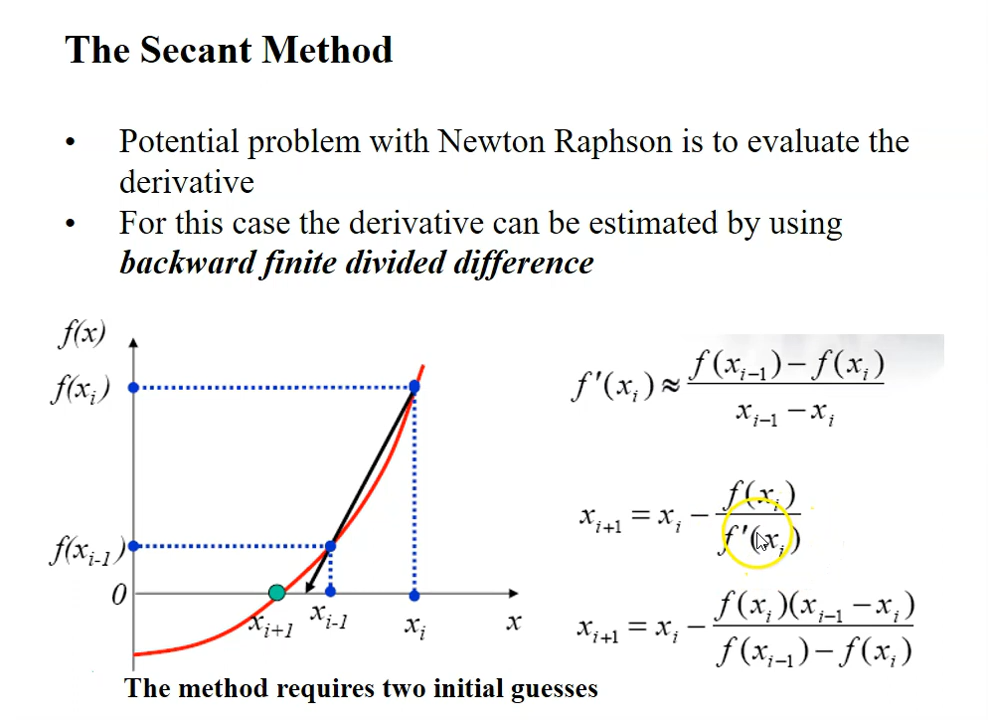 The Secant Method
• Potential problem with Newton Raphson is to evaluate the
derivative
• For this case the derivative can be estimated by using
backward finite divided difference
f(x)
f(xᵢ)
f(xᵢ₋₁)
0
xᵢ₊₁
xᵢ₋₁
xᵢ
x
f'(xᵢ) ≈ (f(xᵢ₋₁) − f(xᵢ)) / (xᵢ₋₁ − xᵢ)
xᵢ₊₁ = xᵢ − f(xᵢ) / f'(xᵢ)
xᵢ₊₁ = xᵢ − f(xᵢ)(xᵢ₋₁ − xᵢ) / (f(xᵢ₋₁) − f(xᵢ))
The method requires two initial guesses